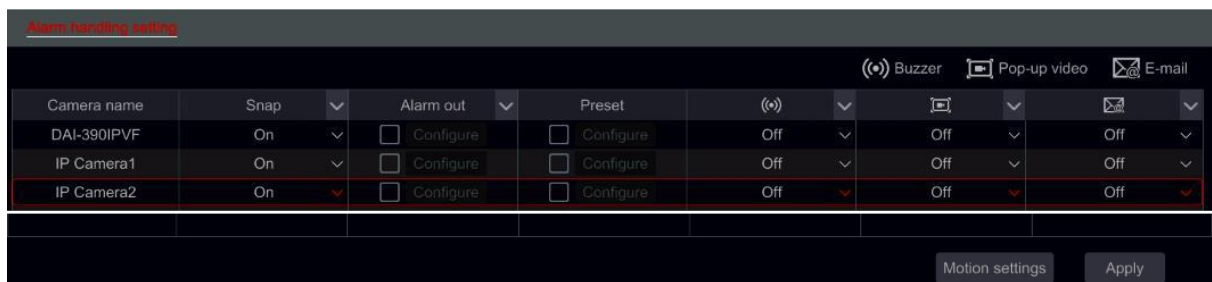 Alarm handling setting
Buzzer Pop-up video E-mail
Camera name Snap Alarm out Preset
DAI-390IPVF On Configure Configure Off Off Off
IP Camera1 On Configure Configure Off Off Off
IP Camera2 On Configure Configure Off Off Off
Motion settings Apply